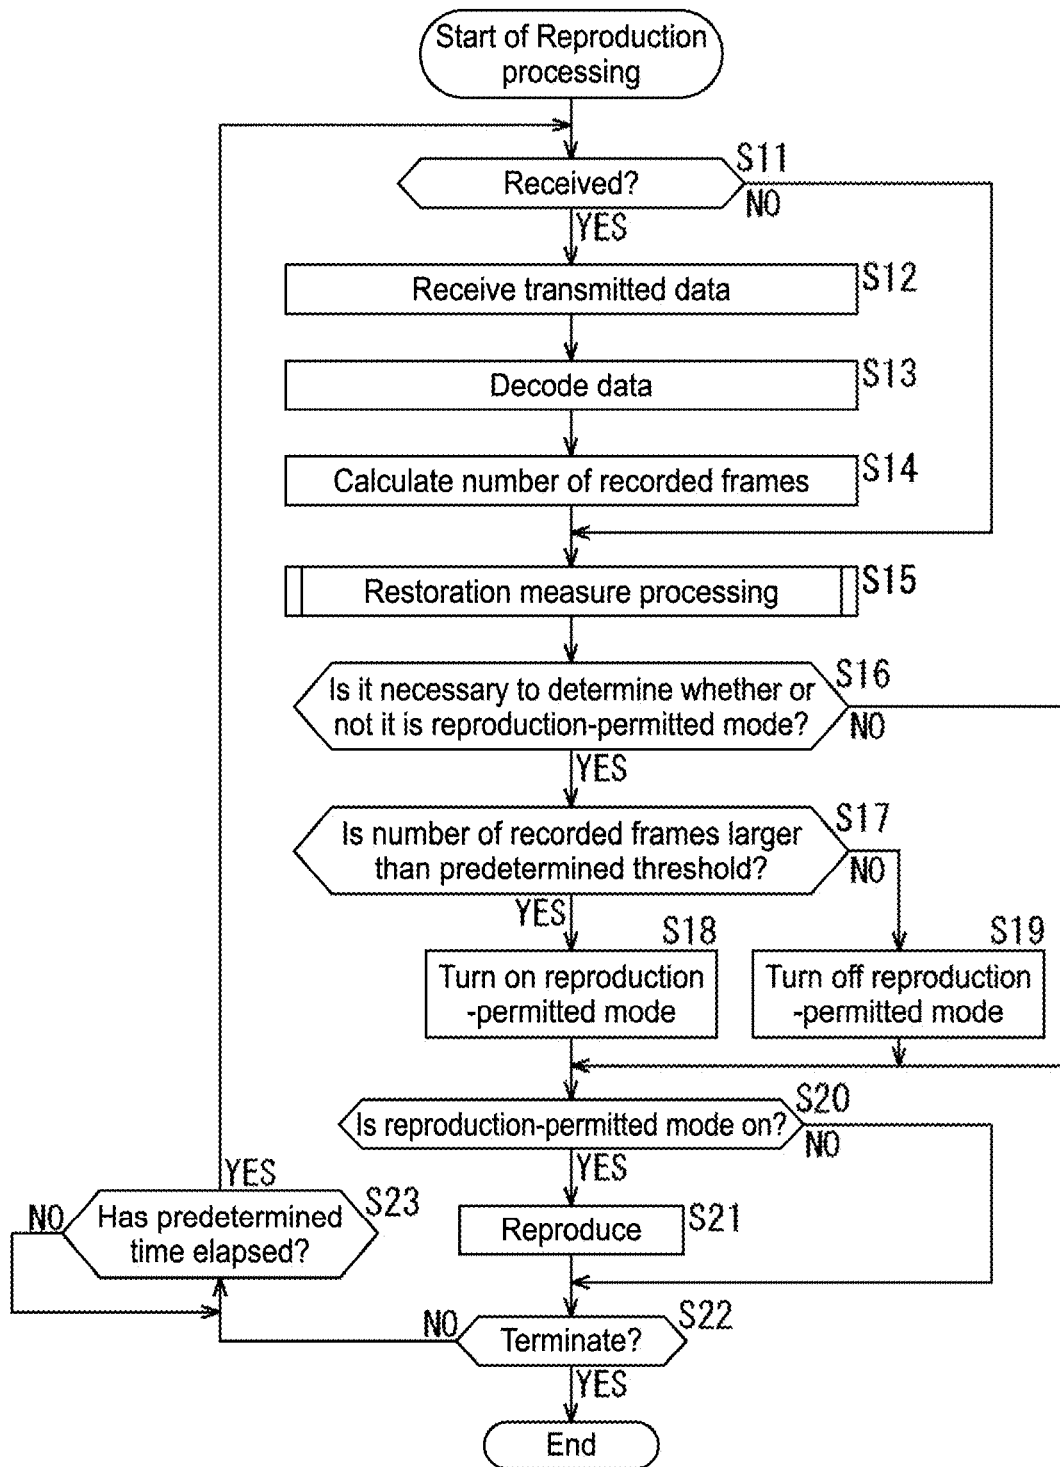 Start of Reproduction
processing
S11
Received?
NO
YES
Receive transmitted data
S12
Decode data
S13
Calculate number of recorded frames
S14
Restoration measure processing
S15
Is it necessary to determine whether or
not it is reproduction-permitted mode?
S16
NO
YES
Is number of recorded frames larger
than predetermined threshold?
S17
NO
YES
S18
S19
Turn on reproduction
-permitted mode
Turn off reproduction
-permitted mode
Is reproduction-permitted mode on?
S20
NO
YES
YES
NO
Has predetermined
time elapsed?
S23
Reproduce
S21
NO
Terminate?
S22
YES
End